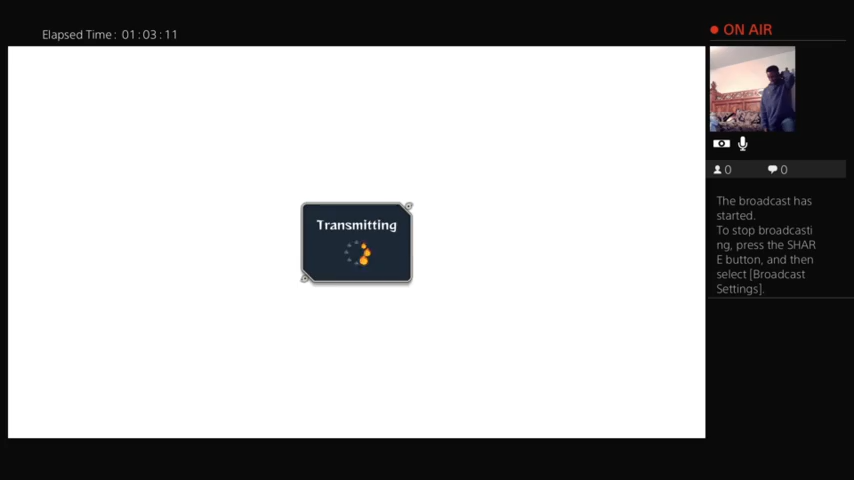 Elapsed Time: 01:03:11
ON AIR
Transmitting
0 0
The broadcast has
started.
To stop broadcasti
ng, press the SHAR
E button, and then
select [Broadcast
Settings].